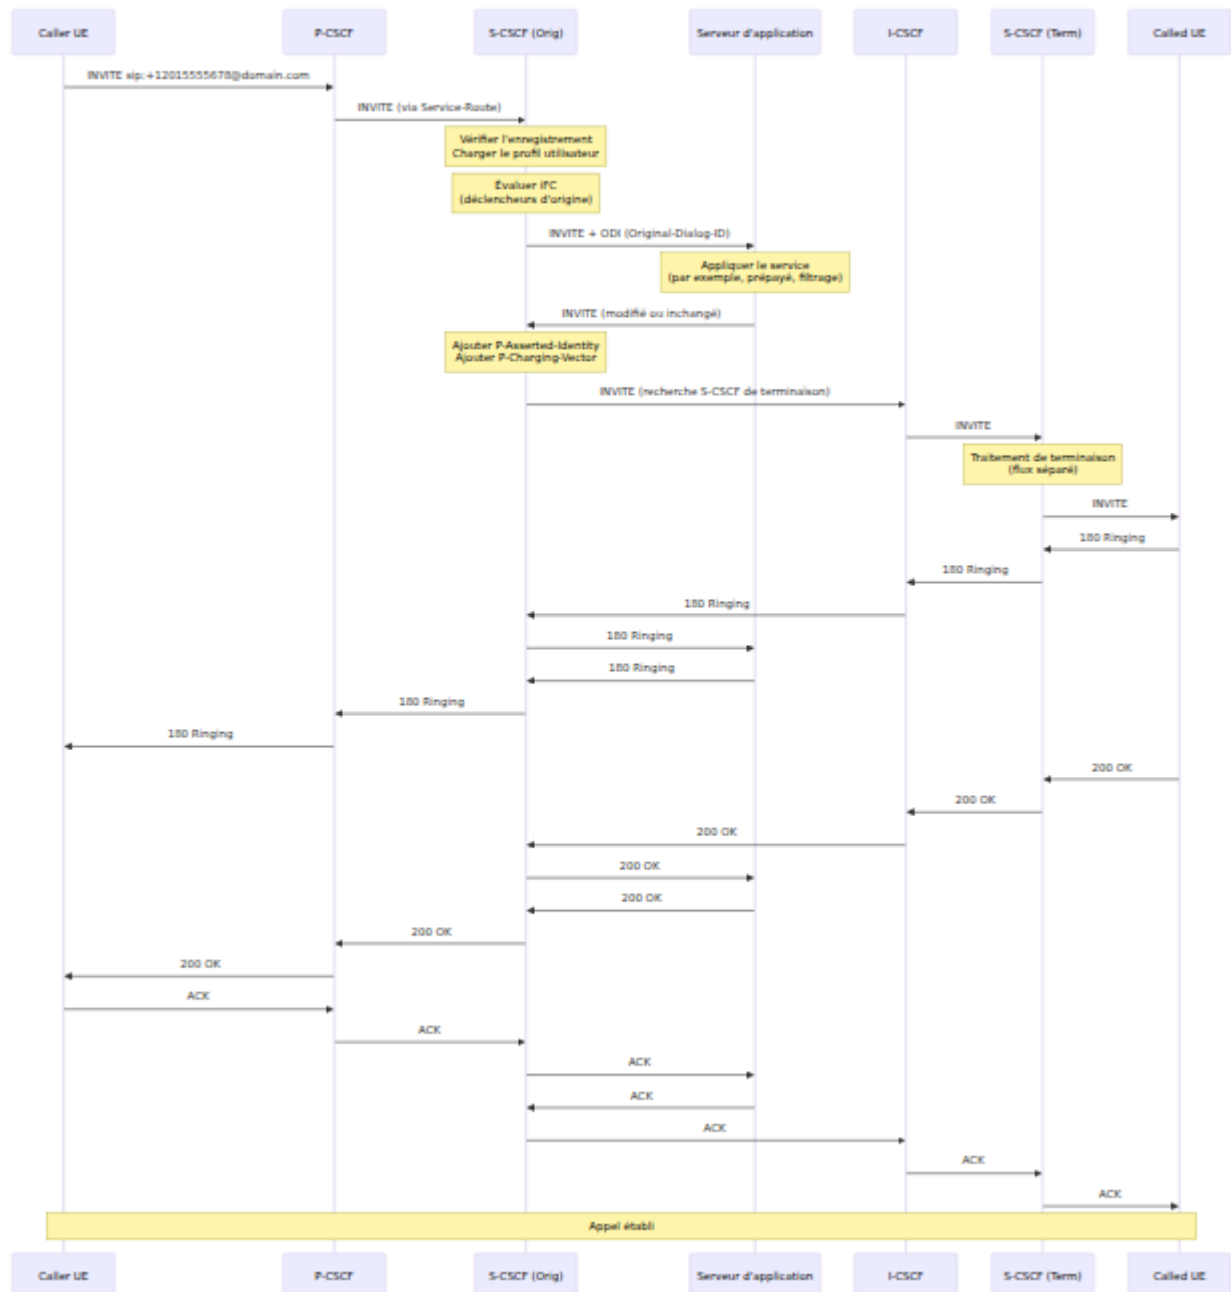 Caller UE
P-CSCF
S-CSCF (Orig)
Serveur d'application
I-CSCF
S-CSCF (Term)
Called UE
INVITE sip:+12015555678@domain.com
INVITE (via Service-Route)
Vérifier l'enregistrement
Charger le profil utilisateur
Évaluer iFC
(déclencheurs d'origine)
INVITE + ODI (Original-Dialog-ID)
Appliquer le service
(par exemple, prépayé, filtrage)
INVITE (modifié ou inchangé)
Ajouter P-Asserted-Identity
Ajouter P-Charging-Vector
INVITE (recherche S-CSCF de terminaison)
INVITE
Traitement de terminaison
(flux séparé)
INVITE
180 Ringing
180 Ringing
180 Ringing
180 Ringing
180 Ringing
180 Ringing
180 Ringing
200 OK
200 OK
200 OK
200 OK
200 OK
200 OK
200 OK
ACK
ACK
ACK
ACK
ACK
ACK
ACK
Appel établi
Caller UE
P-CSCF
S-CSCF (Orig)
Serveur d'application
I-CSCF
S-CSCF (Term)
Called UE